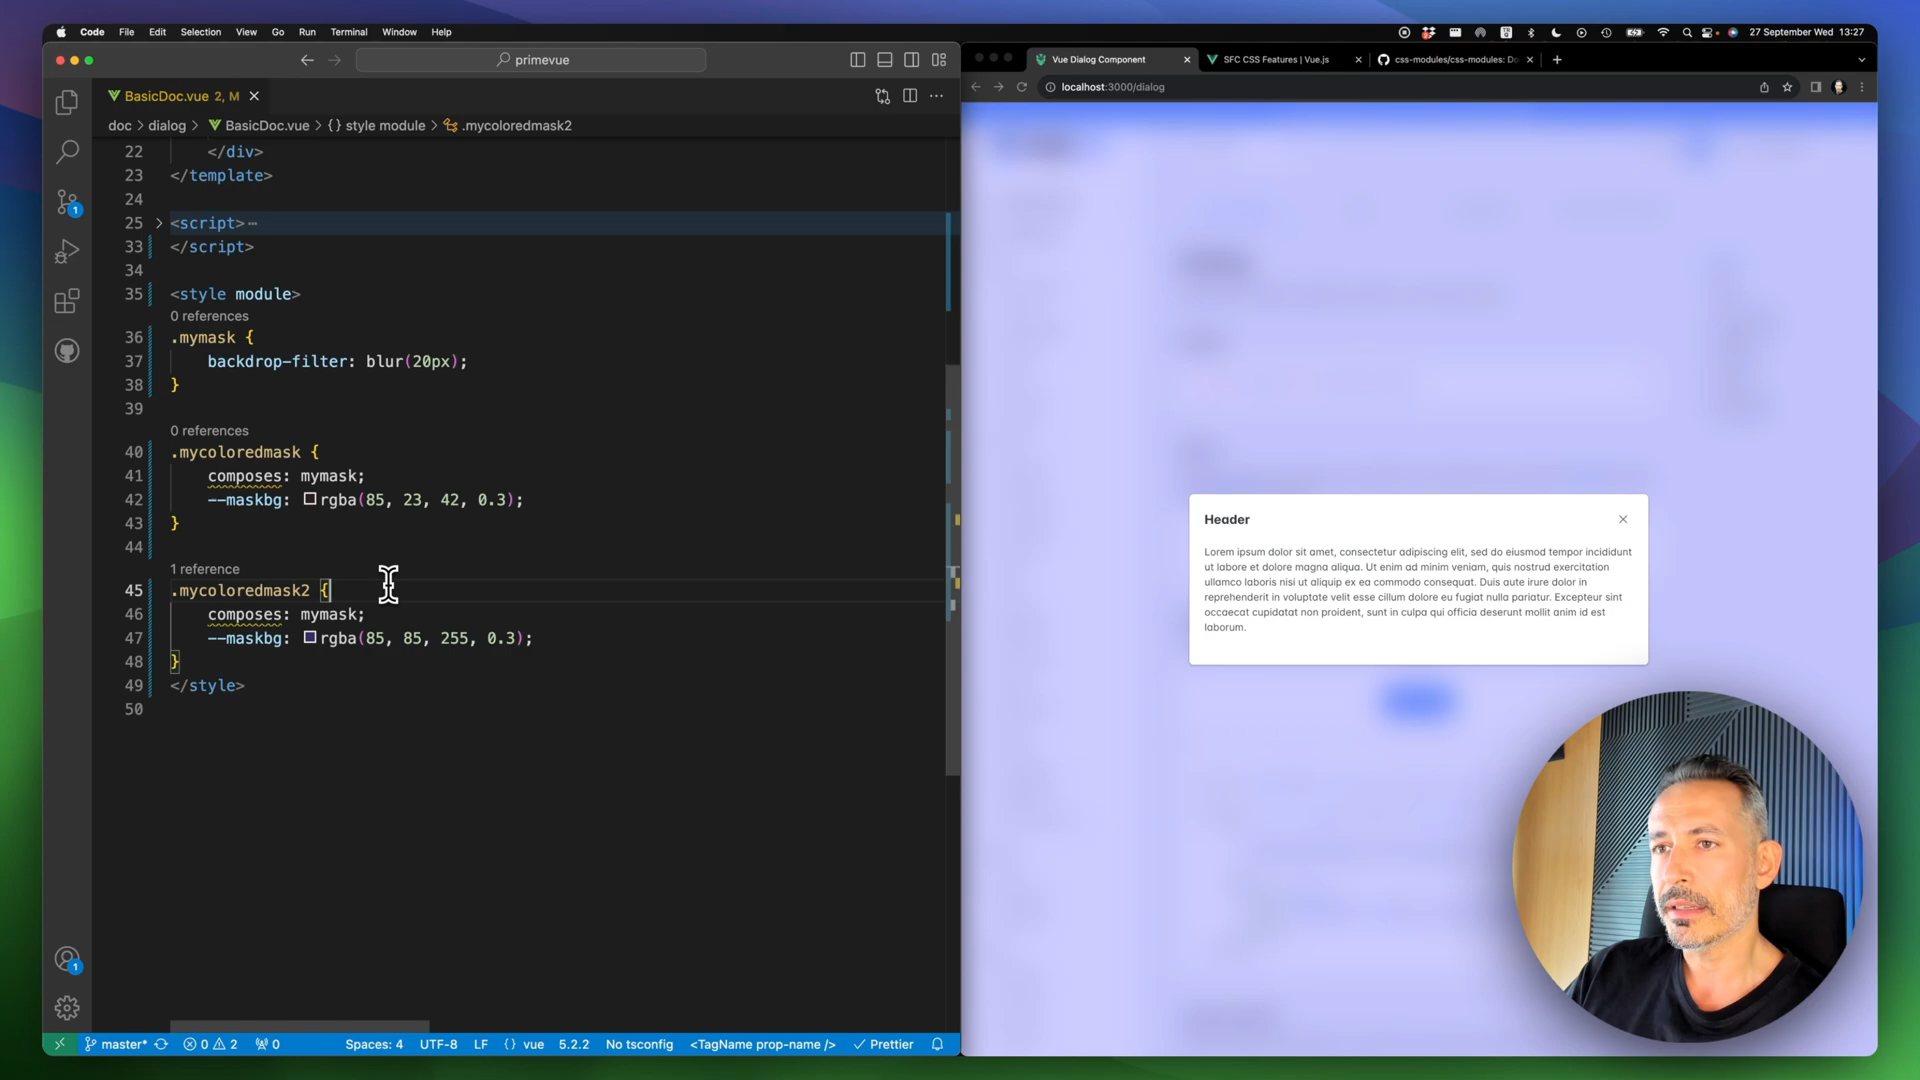 Code File Edit Selection View Go Run Terminal Window Help
27 September Wed 13:27
primevue
BasicDoc.vue 2, M
doc > dialog > BasicDoc.vue > {} style module > .mycoloredmask2
22 </div>
23 </template>
24
25 <script>⋯
33 </script>
34
35 <style module>
0 references
36 .mymask {
37 backdrop-filter: blur(20px);
38 }
39
0 references
40 .mycoloredmask {
41 composes: mymask;
42 --maskbg: rgba(85, 23, 42, 0.3);
43 }
44
1 reference
45 .mycoloredmask2 {
46 composes: mymask;
47 --maskbg: rgba(85, 85, 255, 0.3);
48 }
49 </style>
50
1
1
master* 0 2 0 Spaces: 4 UTF-8 LF {} vue 5.2.2 No tsconfig <TagName prop-name /> Prettier
Vue Dialog Component
SFC CSS Features | Vue.js
css-modules/css-modules: Do
localhost:3000/dialog
Header
Lorem ipsum dolor sit amet, consectetur adipiscing elit, sed do eiusmod tempor incididunt
ut labore et dolore magna aliqua. Ut enim ad minim veniam, quis nostrud exercitation
ullamco laboris nisi ut aliquip ex ea commodo consequat. Duis aute irure dolor in
reprehenderit in voluptate velit esse cillum dolore eu fugiat nulla pariatur. Excepteur sint
occaecat cupidatat non proident, sunt in culpa qui officia deserunt mollit anim id est
laborum.